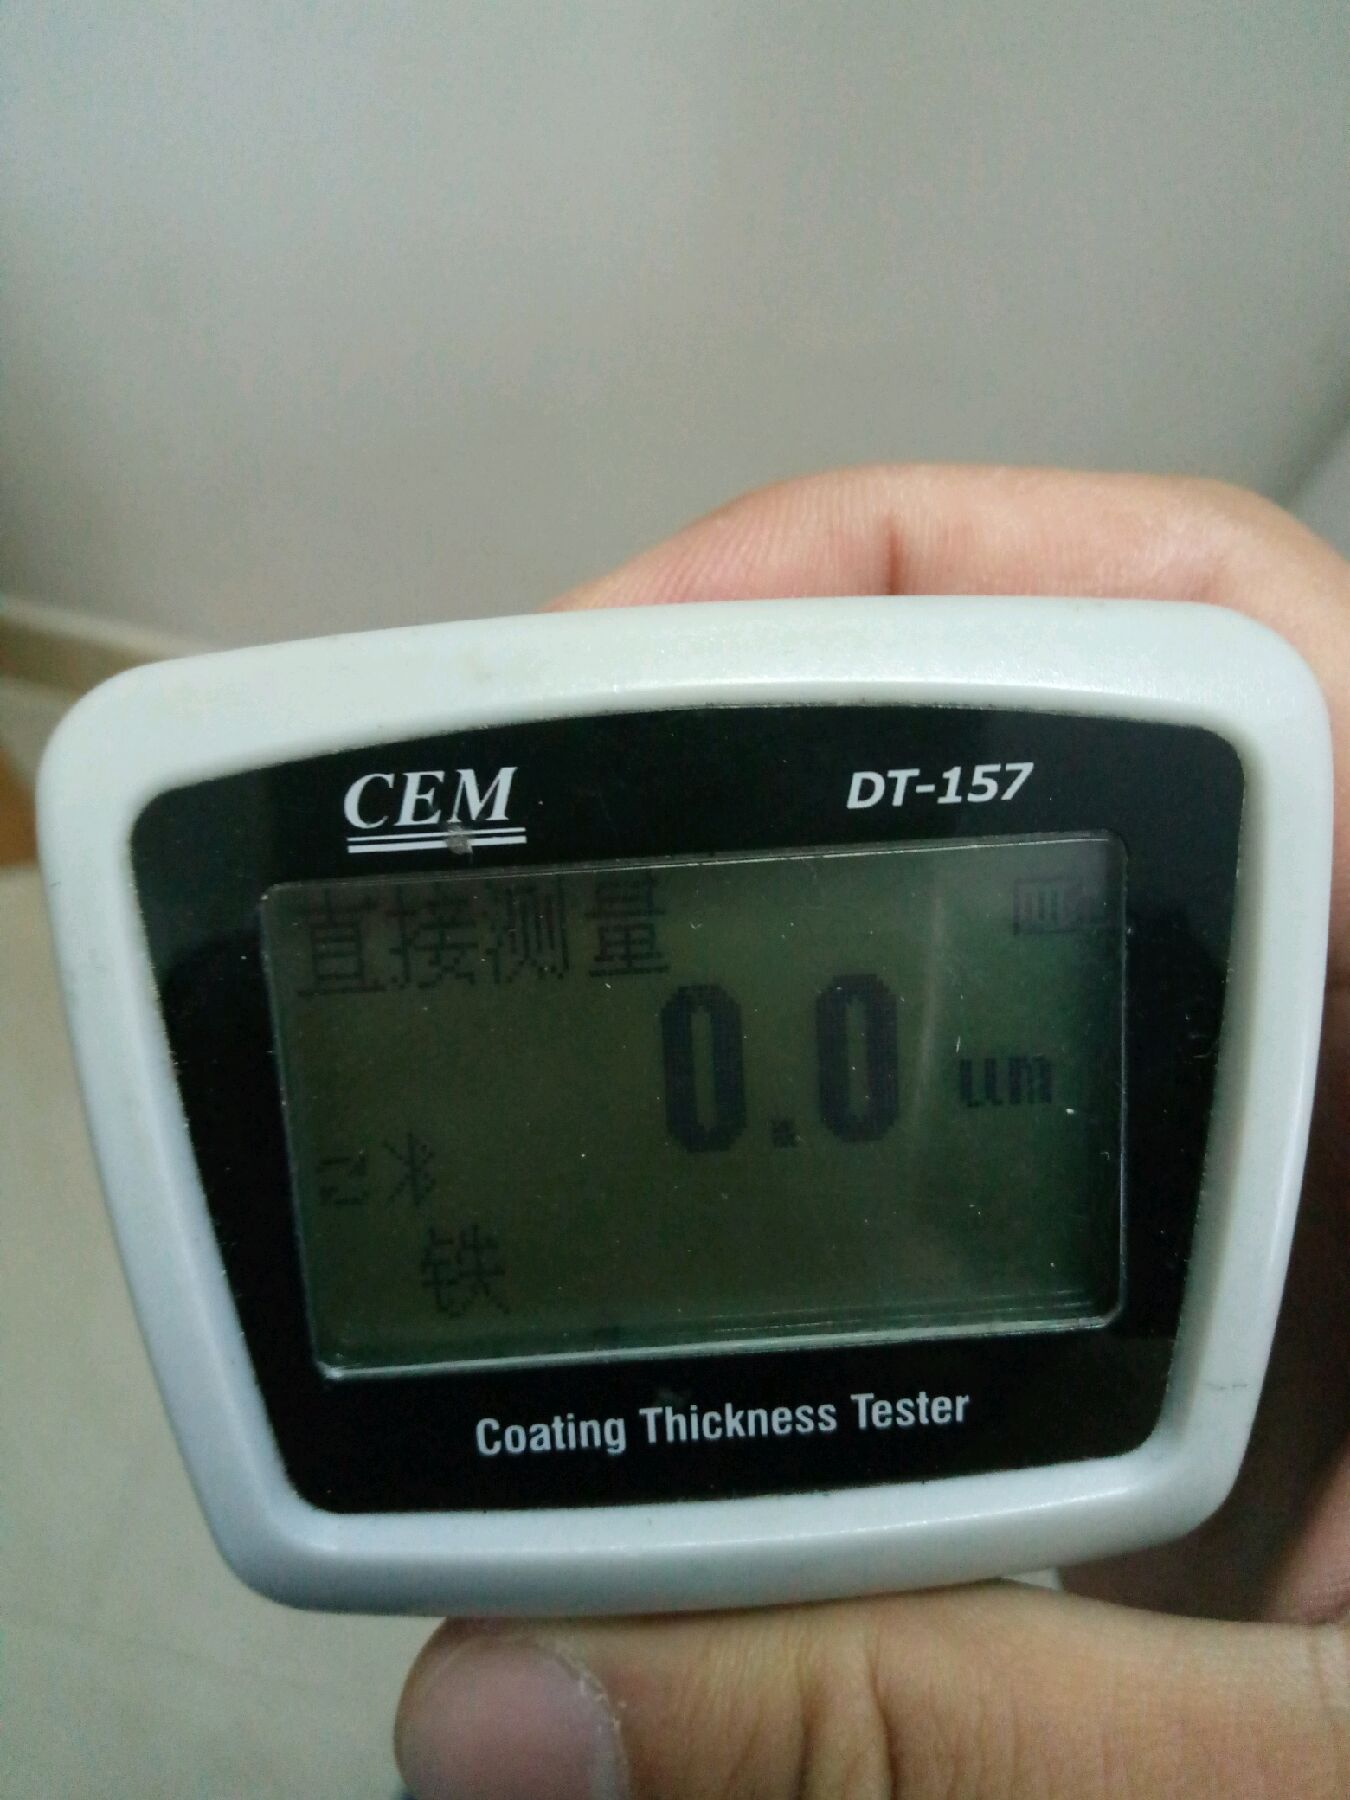 CEM
DT-157
直接测量
0.0 um
铁
Coating Thickness Tester